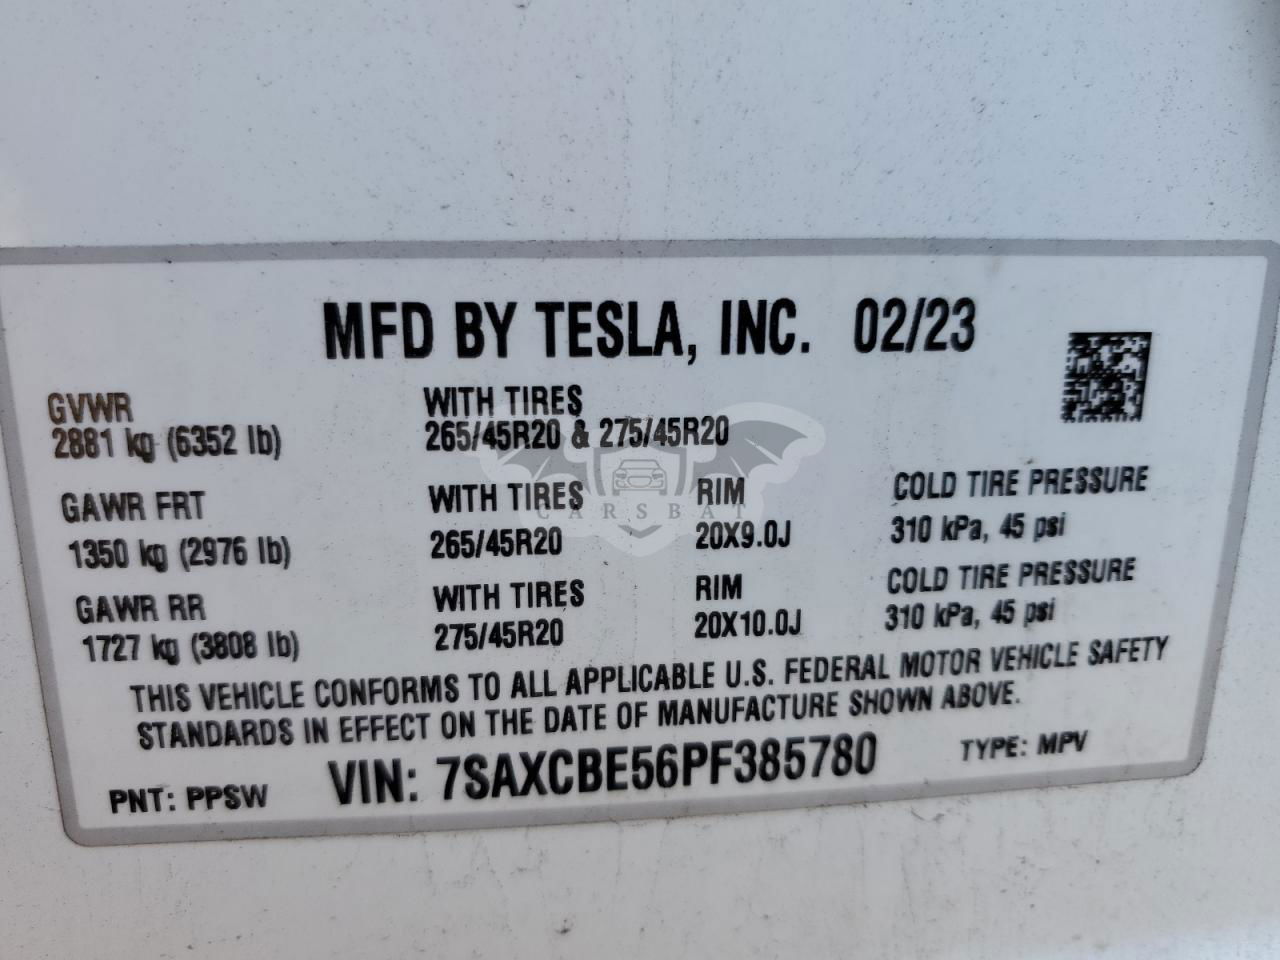 MFD BY TESLA, INC. 02/23
GVWR
2881 kg (6352 lb)
WITH TIRES
265/45R20 & 275/45R20
GAWR FRT
1350 kg (2976 lb)
WITH TIRES
265/45R20
RIM
20X9.0J
COLD TIRE PRESSURE
310 kPa, 45 psi
GAWR RR
1727 kg (3808 lb)
WITH TIRES
275/45R20
RIM
20X10.0J
COLD TIRE PRESSURE
310 kPa, 45 psi
THIS VEHICLE CONFORMS TO ALL APPLICABLE U.S. FEDERAL MOTOR VEHICLE SAFETY
STANDARDS IN EFFECT ON THE DATE OF MANUFACTURE SHOWN ABOVE.
PNT: PPSW
VIN: 7SAXCBE56PF385780
TYPE: MPV
CARSBAT